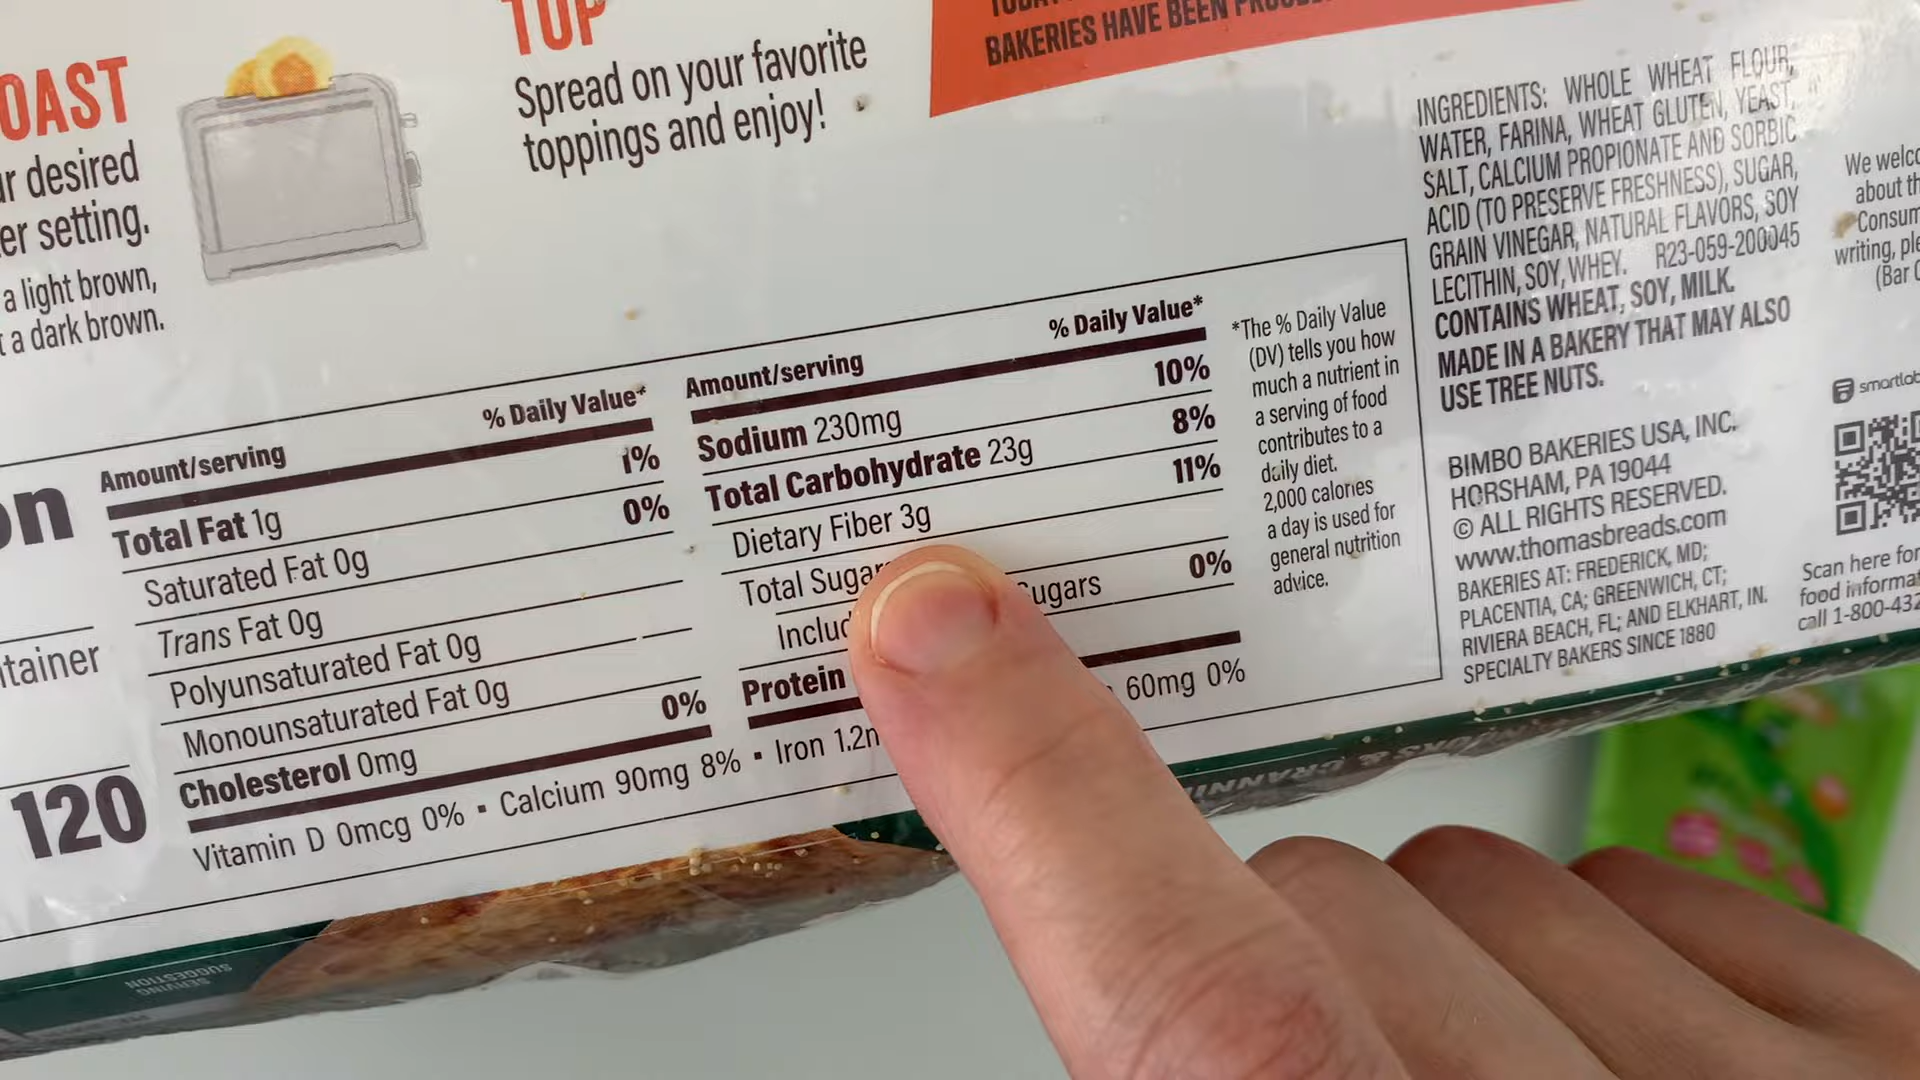 OAST
desired
er setting.
a light brown,
a dark brown.
TOP
Spread on your favorite
toppings and enjoy!
BAKERIES HAVE BEEN
on
tainer
120
Amount/serving % Daily Value*
Total Fat 1g 1%
Saturated Fat 0g 0%
Trans Fat 0g
Polyunsaturated Fat 0g
Monounsaturated Fat 0g
Cholesterol 0mg 0%
Amount/serving % Daily Value*
Sodium 230mg 10%
Total Carbohydrate 23g 8%
Dietary Fiber 3g 11%
Total Sugar
Includ ugars 0%
Protein
Vitamin D 0mcg 0% ▪ Calcium 90mg 8% ▪ Iron 1.2 60mg 0%
*The % Daily Value
(DV) tells you how
much a nutrient in
a serving of food
contributes to a
daily diet.
2,000 calories
a day is used for
general nutrition
advice.
INGREDIENTS: WHOLE WHEAT FLOUR,
WATER, FARINA, WHEAT GLUTEN, YEAST,
SALT, CALCIUM PROPIONATE AND SORBIC
ACID (TO PRESERVE FRESHNESS), SUGAR,
GRAIN VINEGAR, NATURAL FLAVORS, SOY
LECITHIN, SOY, WHEY. R23-059-200045
CONTAINS WHEAT, SOY, MILK.
MADE IN A BAKERY THAT MAY ALSO
USE TREE NUTS.
BIMBO BAKERIES USA, INC.
HORSHAM, PA 19044
© ALL RIGHTS RESERVED.
www.thomasbreads.com
BAKERIES AT: FREDERICK, MD;
PLACENTIA, CA; GREENWICH, CT;
RIVIERA BEACH, FL; AND ELKHART, IN.
SPECIALTY BAKERS SINCE 1880
We welco
about th
Consum
writing, ple
(Bar C
smartlab
Scan here for
food informa
call 1-800-432
SERVING
SUGGESTION